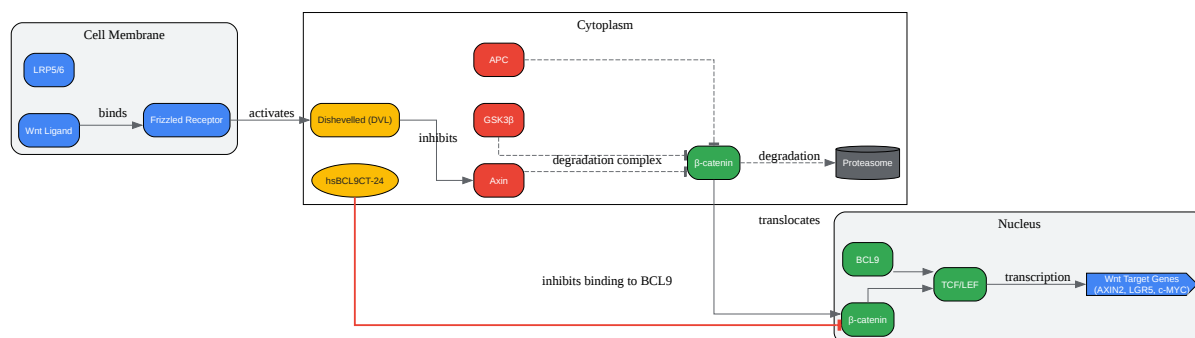 Cell Membrane
LRP5/6
Wnt Ligand
binds
Frizzled Receptor
activates
Cytoplasm
APC
Dishevelled (DVL)
inhibits
GSK3β
hsBCL9CT-24
Axin
degradation complex
β-catenin
degradation
Proteasome
translocates
inhibits binding to BCL9
Nucleus
BCL9
β-catenin
TCF/LEF
transcription
Wnt Target Genes
(AXIN2, LGR5, c-MYC)